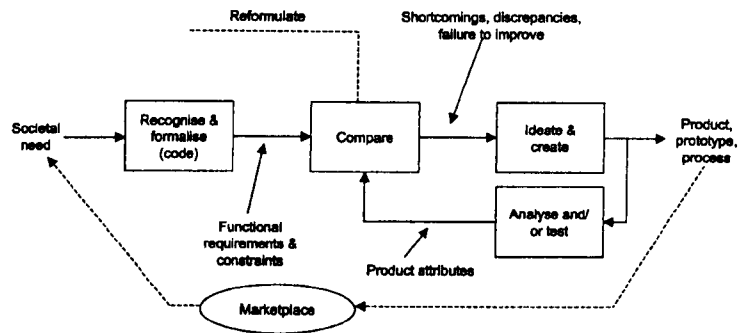 Reformulate
Shortcomings, discrepancies,
failure to improve
Societal
need
Recognise &
formalise
(code)
Compare
Ideate &
create
Product,
prototype,
process
Functional
requirements &
constraints
Analyse and/
or test
Product attributes
Marketplace